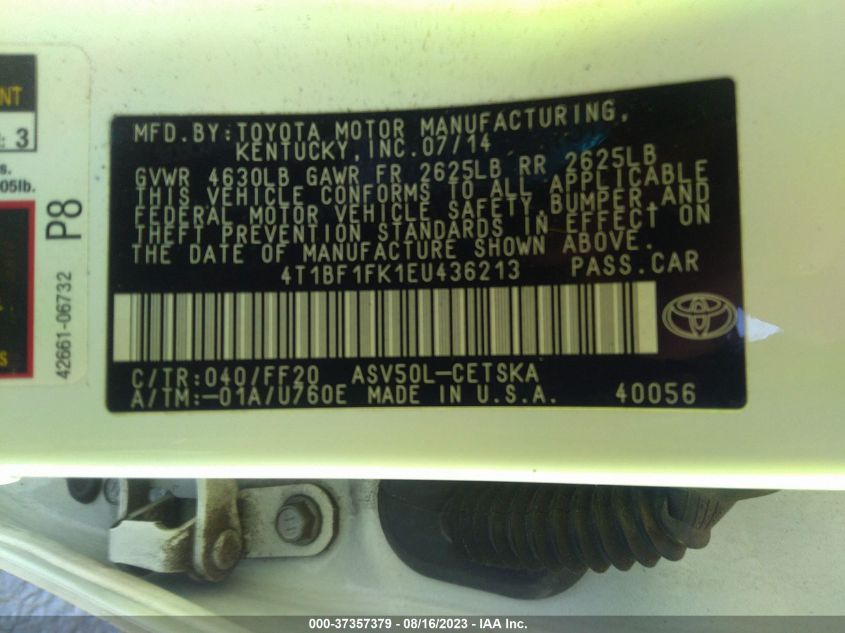 NT
: 3
s.
05lb.
S
P8
42661-06732
MFD.BY:TOYOTA MOTOR MANUFACTURING,
KENTUCKY,INC.07/14
GVWR 4630LB GAWR FR 2625LB RR 2625LB
THIS VEHICLE CONFORMS TO ALL APPLICABLE
FEDERAL MOTOR VEHICLE SAFETY,BUMPER,AND
THEFT PREVENTION STANDARDS IN EFFECT ON
THE DATE OF MANUFACTURE SHOWN ABOVE.
4T1BF1FK1EU436213 PASS.CAR
C/TR:040/FF20 ASV50L-CETSKA
A/TM:-01A/U760E MADE IN U.S.A. 40056
000-37357379 - 08/16/2023 - IAA Inc.